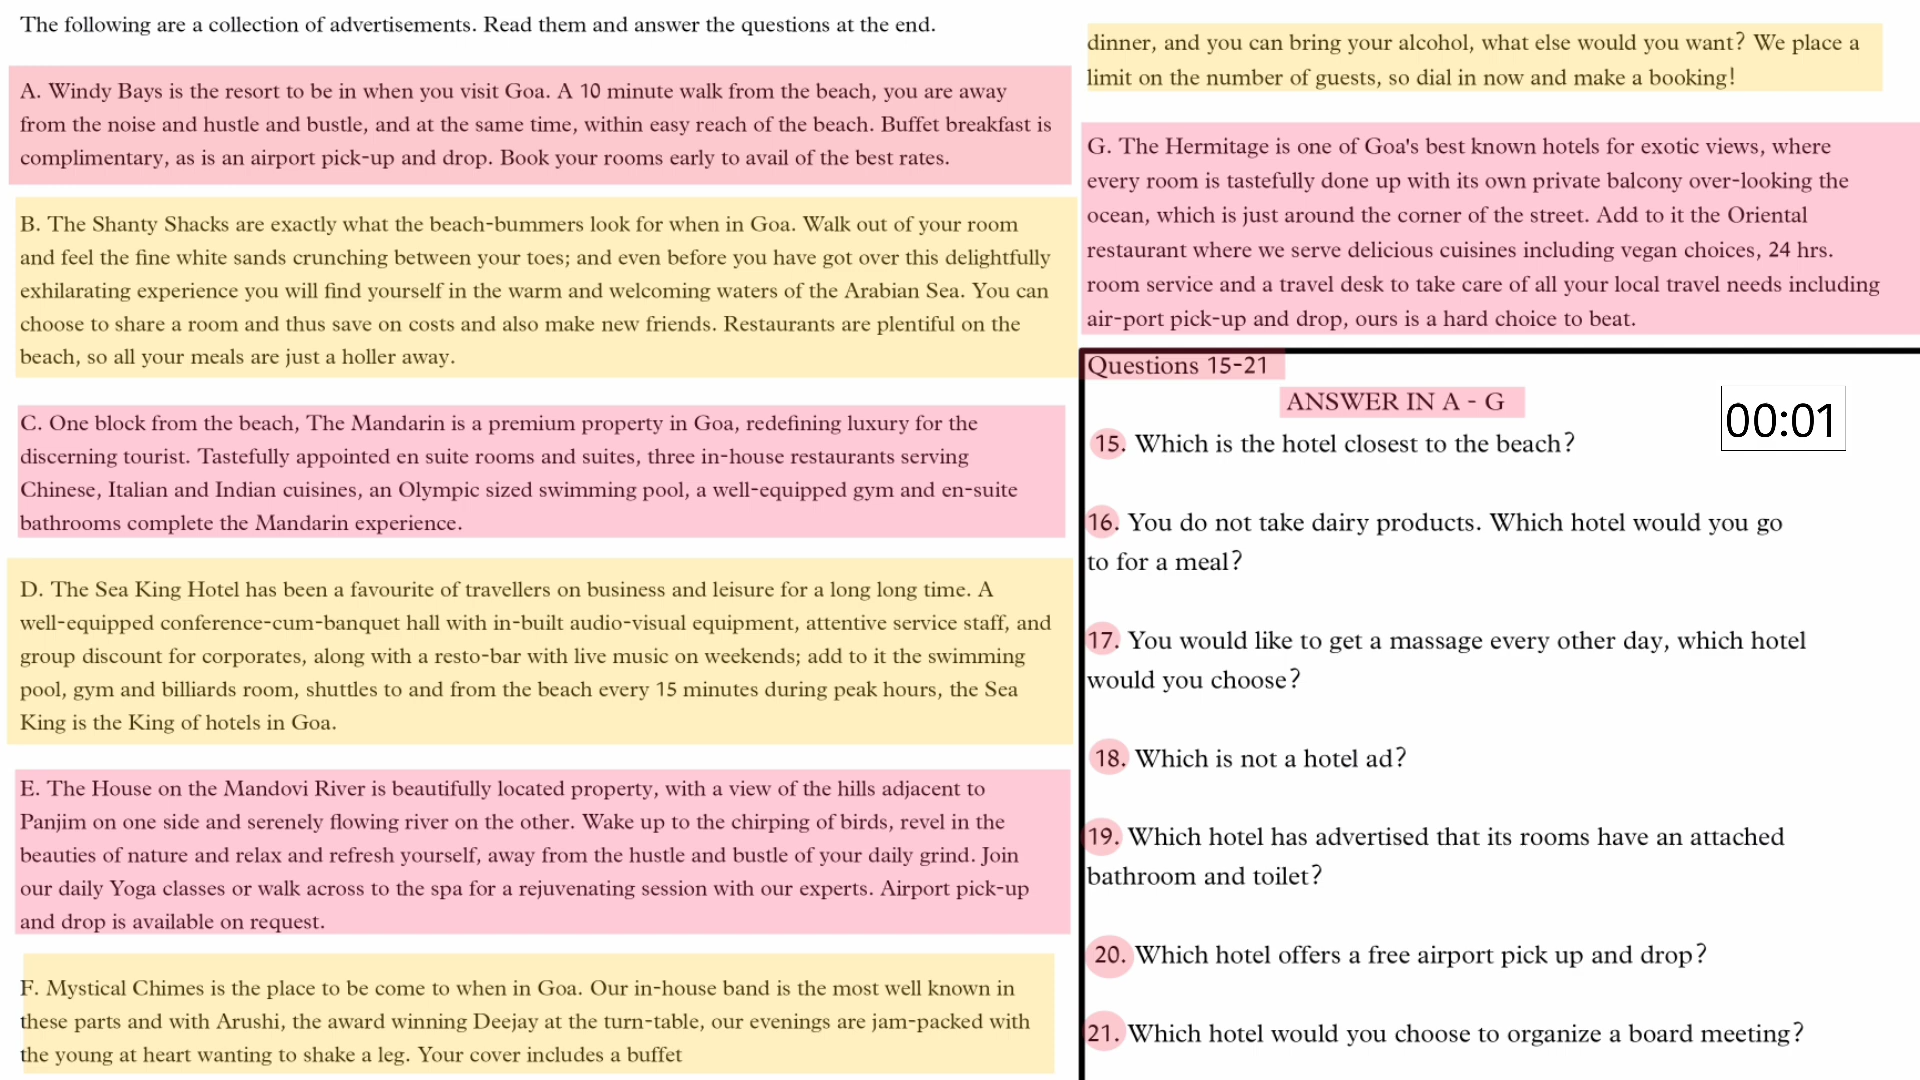 The following are a collection of advertisements. Read them and answer the questions at the end.
A. Windy Bays is the resort to be in when you visit Goa. A 10 minute walk from the beach, you are away
from the noise and hustle and bustle, and at the same time, within easy reach of the beach. Buffet breakfast is
complimentary, as is an airport pick-up and drop. Book your rooms early to avail of the best rates.
B. The Shanty Shacks are exactly what the beach-bummers look for when in Goa. Walk out of your room
and feel the fine white sands crunching between your toes; and even before you have got over this delightfully
exhilarating experience you will find yourself in the warm and welcoming waters of the Arabian Sea. You can
choose to share a room and thus save on costs and also make new friends. Restaurants are plentiful on the
beach, so all your meals are just a holler away.
C. One block from the beach, The Mandarin is a premium property in Goa, redefining luxury for the
discerning tourist. Tastefully appointed en suite rooms and suites, three in-house restaurants serving
Chinese, Italian and Indian cuisines, an Olympic sized swimming pool, a well-equipped gym and en-suite
bathrooms complete the Mandarin experience.
D. The Sea King Hotel has been a favourite of travellers on business and leisure for a long long time. A
well-equipped conference-cum-banquet hall with in-built audio-visual equipment, attentive service staff, and
group discount for corporates, along with a resto-bar with live music on weekends; add to it the swimming
pool, gym and billiards room, shuttles to and from the beach every 15 minutes during peak hours, the Sea
King is the King of hotels in Goa.
E. The House on the Mandovi River is beautifully located property, with a view of the hills adjacent to
Panjim on one side and serenely flowing river on the other. Wake up to the chirping of birds, revel in the
beauties of nature and relax and refresh yourself, away from the hustle and bustle of your daily grind. Join
our daily Yoga classes or walk across to the spa for a rejuvenating session with our experts. Airport pick-up
and drop is available on request.
F. Mystical Chimes is the place to be come to when in Goa. Our in-house band is the most well known in
these parts and with Arushi, the award winning Deejay at the turn-table, our evenings are jam-packed with
the young at heart wanting to shake a leg. Your cover includes a buffet
dinner, and you can bring your alcohol, what else would you want? We place a
limit on the number of guests, so dial in now and make a booking!
G. The Hermitage is one of Goa's best known hotels for exotic views, where
every room is tastefully done up with its own private balcony over-looking the
ocean, which is just around the corner of the street. Add to it the Oriental
restaurant where we serve delicious cuisines including vegan choices, 24 hrs.
room service and a travel desk to take care of all your local travel needs including
air-port pick-up and drop, ours is a hard choice to beat.
Questions 15-21
ANSWER IN A - G
00:01
15. Which is the hotel closest to the beach?
16. You do not take dairy products. Which hotel would you go
to for a meal?
17. You would like to get a massage every other day, which hotel
would you choose?
18. Which is not a hotel ad?
19. Which hotel has advertised that its rooms have an attached
bathroom and toilet?
20. Which hotel offers a free airport pick up and drop?
21. Which hotel would you choose to organize a board meeting?